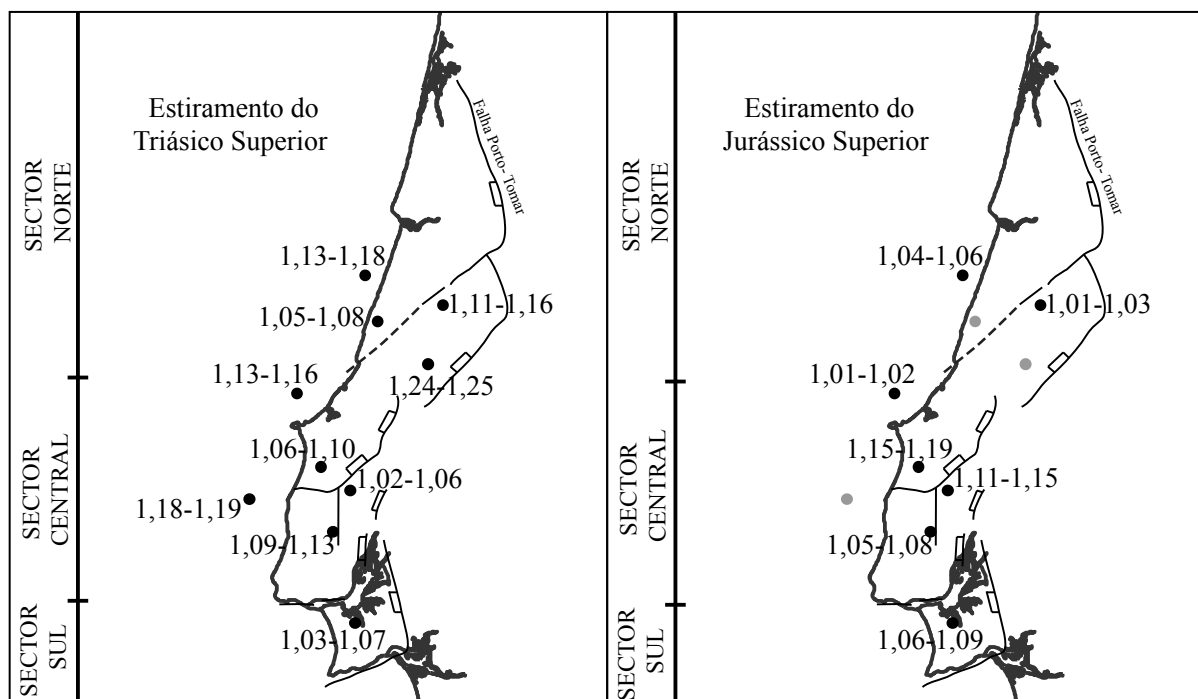 SECTOR
NORTE
SECTOR
CENTRAL
SECTOR
SUL
Estiramento do
Triásico Superior
Falha Porto- Tomar
1,13-1,18
1,11-1,16
1,05-1,08
1,13-1,16
1,24-1,25
1,06-1,10
1,02-1,06
1,18-1,19
1,09-1,13
1,03-1,07
SECTOR
NORTE
SECTOR
CENTRAL
SECTOR
SUL
Estiramento do
Jurássico Superior
Falha Porto- Tomar
1,04-1,06
1,01-1,03
1,01-1,02
1,15-1,19
1,11-1,15
1,05-1,08
1,06-1,09